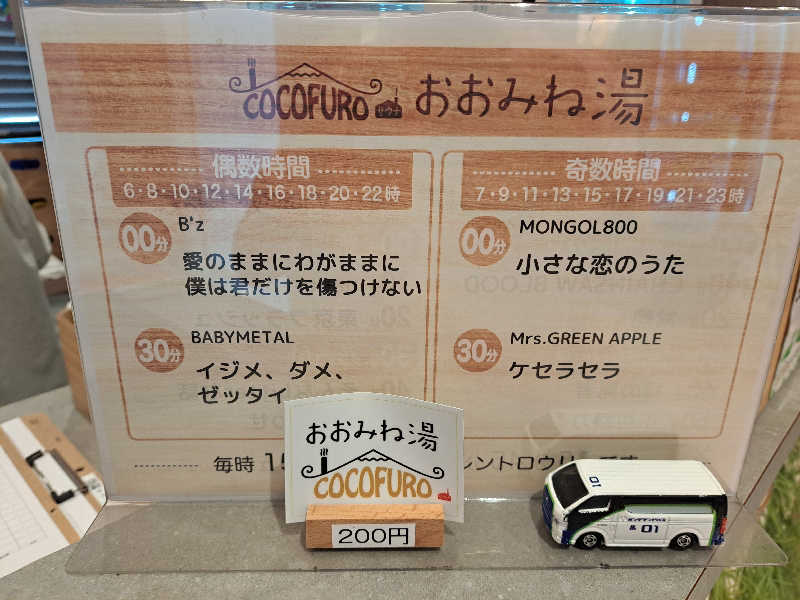 COCOFURO おおみね湯
偶数時間
6・8・10・12・14・16・18・20・22時
00分
B'z
愛のままにわがままに
僕は君だけを傷つけない
30分
BABYMETAL
イジメ、ダメ、
ゼッタイ
奇数時間
7・9・11・13・15・17・19・21・23時
00分
MONGOL800
小さな恋のうた
30分
Mrs.GREEN APPLE
ケセラセラ
毎時
おおみね湯
COCOFURO
200円
01
01